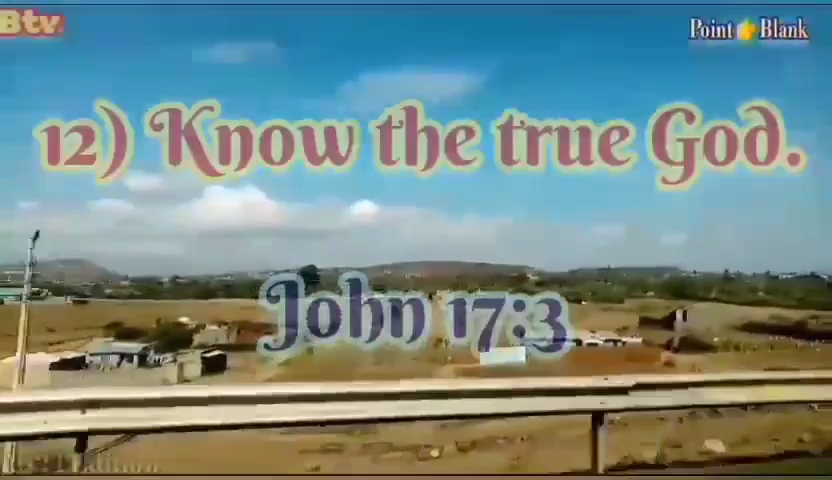 Btv.
Point Blank
12) Know the true God.
John 17:3